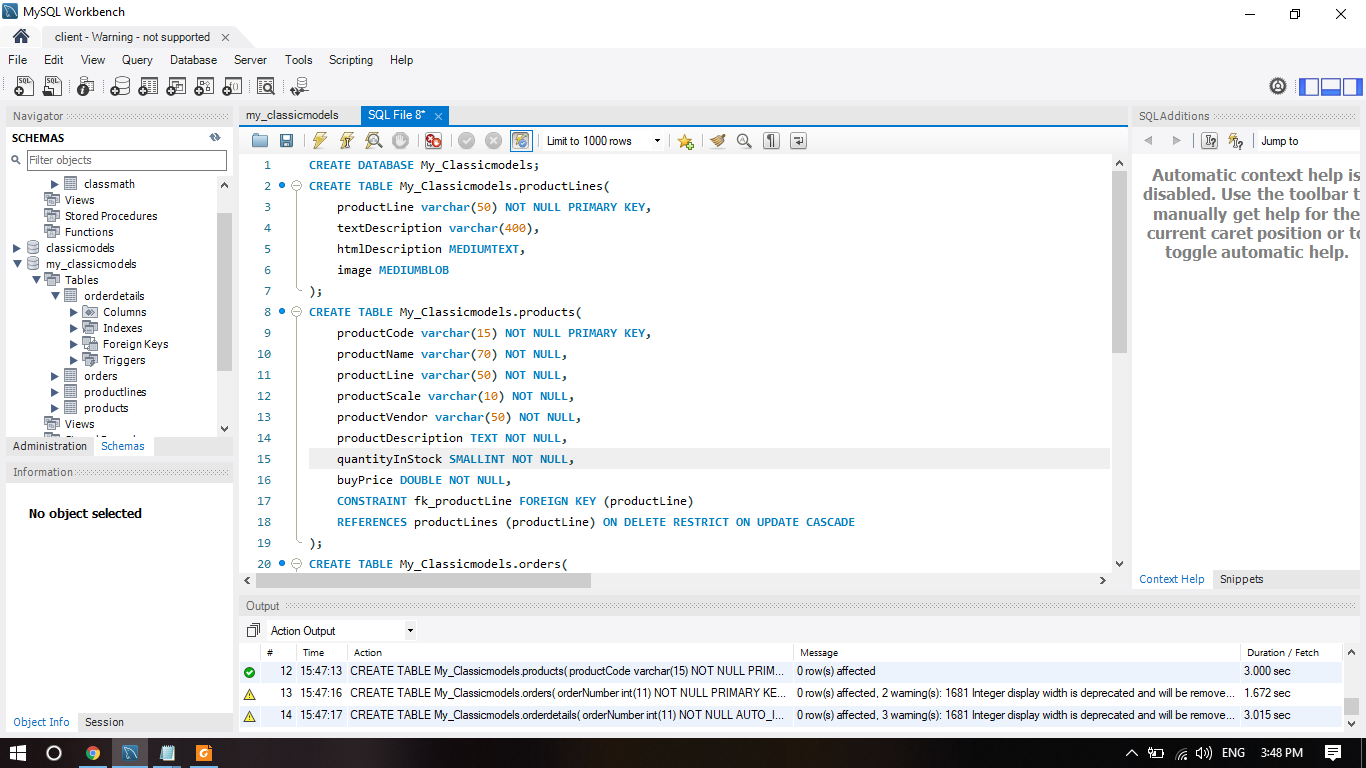 MySQL Workbench
client - Warning - not supported
File Edit View Query Database Server Tools Scripting Help
Navigator
SCHEMAS
Filter objects
classmath
Views
Stored Procedures
Functions
classicmodels
my_classicmodels
Tables
orderdetails
Columns
Indexes
Foreign Keys
Triggers
orders
productlines
products
Views
Administration Schemas
Information
No object selected
Object Info Session
my_classicmodels SQL File 8*
Limit to 1000 rows
1 CREATE DATABASE My_Classicmodels;
2 CREATE TABLE My_Classicmodels.productLines(
3 productLine varchar(50) NOT NULL PRIMARY KEY,
4 textDescription varchar(400),
5 htmlDescription MEDIUMTEXT,
6 image MEDIUMBLOB
7 );
8 CREATE TABLE My_Classicmodels.products(
9 productCode varchar(15) NOT NULL PRIMARY KEY,
10 productName varchar(70) NOT NULL,
11 productLine varchar(50) NOT NULL,
12 productScale varchar(10) NOT NULL,
13 productVendor varchar(50) NOT NULL,
14 productDescription TEXT NOT NULL,
15 quantityInStock SMALLINT NOT NULL,
16 buyPrice DOUBLE NOT NULL,
17 CONSTRAINT fk_productLine FOREIGN KEY (productLine)
18 REFERENCES productLines (productLine) ON DELETE RESTRICT ON UPDATE CASCADE
19 );
20 CREATE TABLE My_Classicmodels.orders(
SQLAdditions
Jump to
Automatic context help is
disabled. Use the toolbar t
manually get help for the
current caret position or to
toggle automatic help.
Context Help Snippets
Output
Action Output
# Time Action Message Duration / Fetch
12 15:47:13 CREATE TABLE My_Classicmodels.products( productCode varchar(15) NOT NULL PRIM... 0 row(s) affected 3.000 sec
13 15:47:16 CREATE TABLE My_Classicmodels.orders( orderNumber int(11) NOT NULL PRIMARY KE... 0 row(s) affected, 2 warning(s): 1681 Integer display width is deprecated and will be remove... 1.672 sec
14 15:47:17 CREATE TABLE My_Classicmodels.orderdetails( orderNumber int(11) NOT NULL AUTO_I... 0 row(s) affected, 3 warning(s): 1681 Integer display width is deprecated and will be remove... 3.015 sec
ENG 3:48 PM